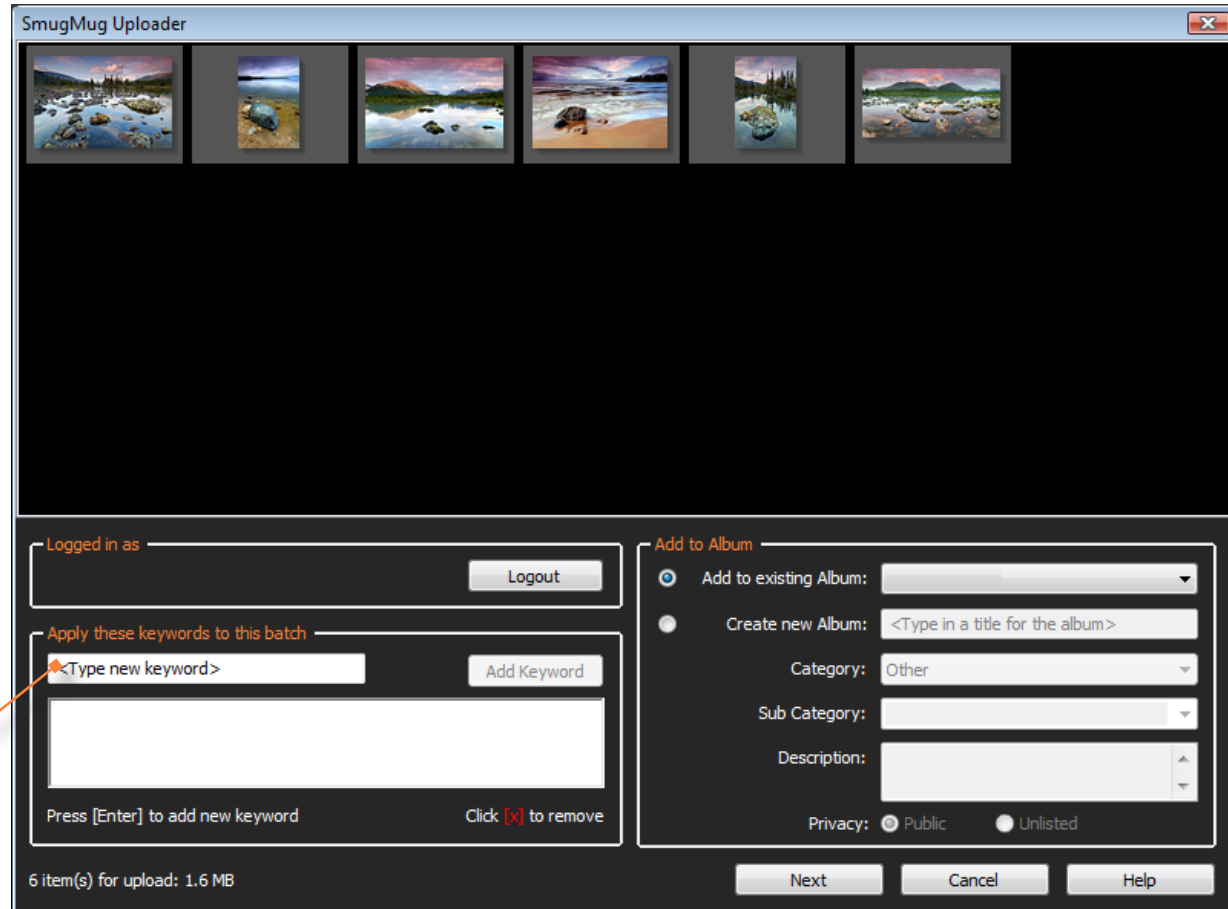 SmugMug Uploader
Logged in as
Logout
Apply these keywords to this batch
<Type new keyword>
Add Keyword
Press [Enter] to add new keyword
Click [x] to remove
Add to Album
Add to existing Album:
Create new Album:
<Type in a title for the album>
Category:
Other
Sub Category:
Description:
Privacy:
Public
Unlisted
6 item(s) for upload: 1.6 MB
Next
Cancel
Help